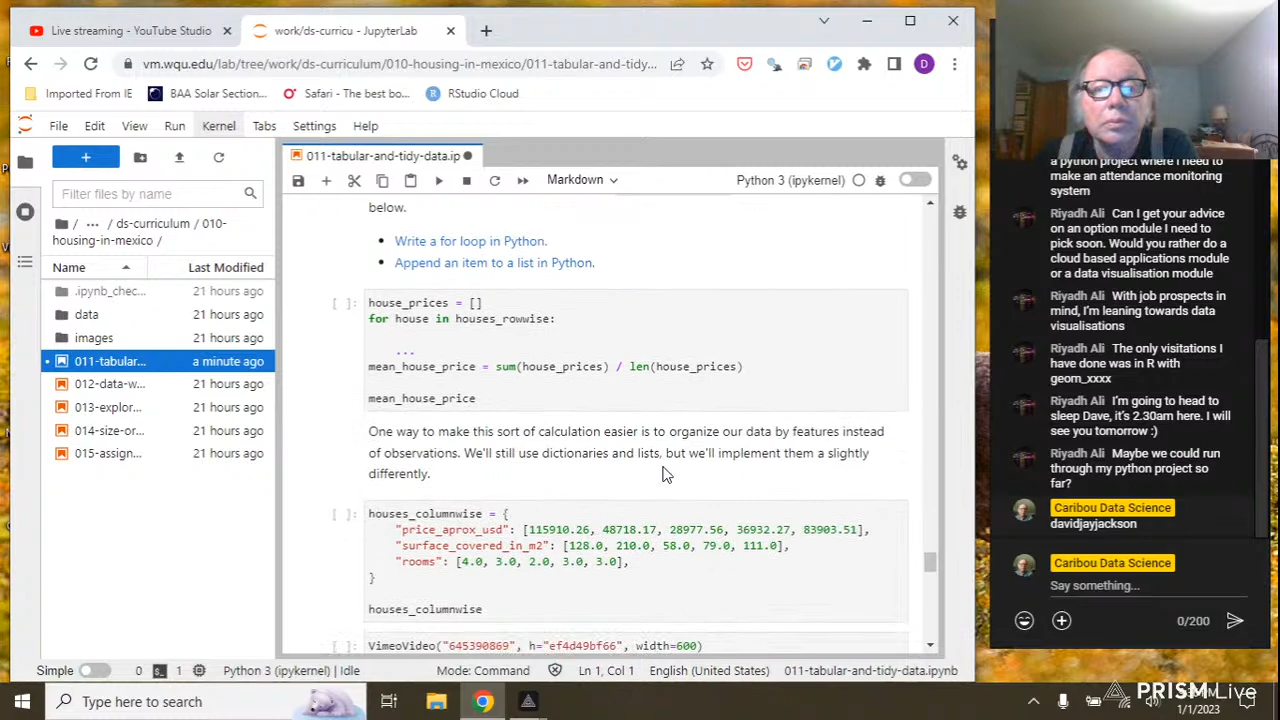 Live streaming - YouTube Studio
work/ds-curricu - JupyterLab
vm.wqu.edu/lab/tree/work/ds-curriculum/010-housing-in-mexico/011-tabular-and-tidy...
Imported From IE
BAA Solar Section...
Safari - The best bo...
RStudio Cloud
File
Edit
View
Run
Kernel
Tabs
Settings
Help
011-tabular-and-tidy-data.ip
Markdown
Python 3 (ipykernel)
Filter files by name
/ ... / ds-curriculum / 010-
housing-in-mexico /
Name
Last Modified
.ipynb_chec...
21 hours ago
data
21 hours ago
images
21 hours ago
011-tabular...
a minute ago
012-data-w...
21 hours ago
013-explor...
21 hours ago
014-size-or...
21 hours ago
015-assign...
21 hours ago
below.
• Write a for loop in Python.
• Append an item to a list in Python.
[ ]:
house_prices = []
for house in houses_rowwise:
...
mean_house_price = sum(house_prices) / len(house_prices)
mean_house_price
One way to make this sort of calculation easier is to organize our data by features instead
of observations. We'll still use dictionaries and lists, but we'll implement them a slightly
differently.
[ ]:
houses_columnwise = {
"price_aprox_usd": [115910.26, 48718.17, 28977.56, 36932.27, 83903.51],
"surface_covered_in_m2": [128.0, 210.0, 58.0, 79.0, 111.0],
"rooms": [4.0, 3.0, 2.0, 3.0, 3.0],
}
houses_columnwise
[ ]:
VimeoVideo("645390869", h="ef4d49bf66", width=600)
Simple
0
1
Python 3 (ipykernel) | Idle
Mode: Command
Ln 1, Col 1
English (United States)
011-tabular-and-tidy-data.ipynb
a python project where I need to
make an attendance monitoring
system
Riyadh Ali Can I get your advice
on an option module I need to
pick soon. Would you rather do a
cloud based applications module
or a data visualisation module
Riyadh Ali With job prospects in
mind, I'm leaning towards data
visualisations
Riyadh Ali The only visitations I
have done was in R with
geom_xxxx
Riyadh Ali I'm going to head to
sleep Dave, it's 2.30am here. I will
see you tomorrow :)
Riyadh Ali Maybe we could run
through my python project so
far?
Caribou Data Science
davidjayjackson
Caribou Data Science
Say something...
0/200
Type here to search
PRISM Live
1/1/2023